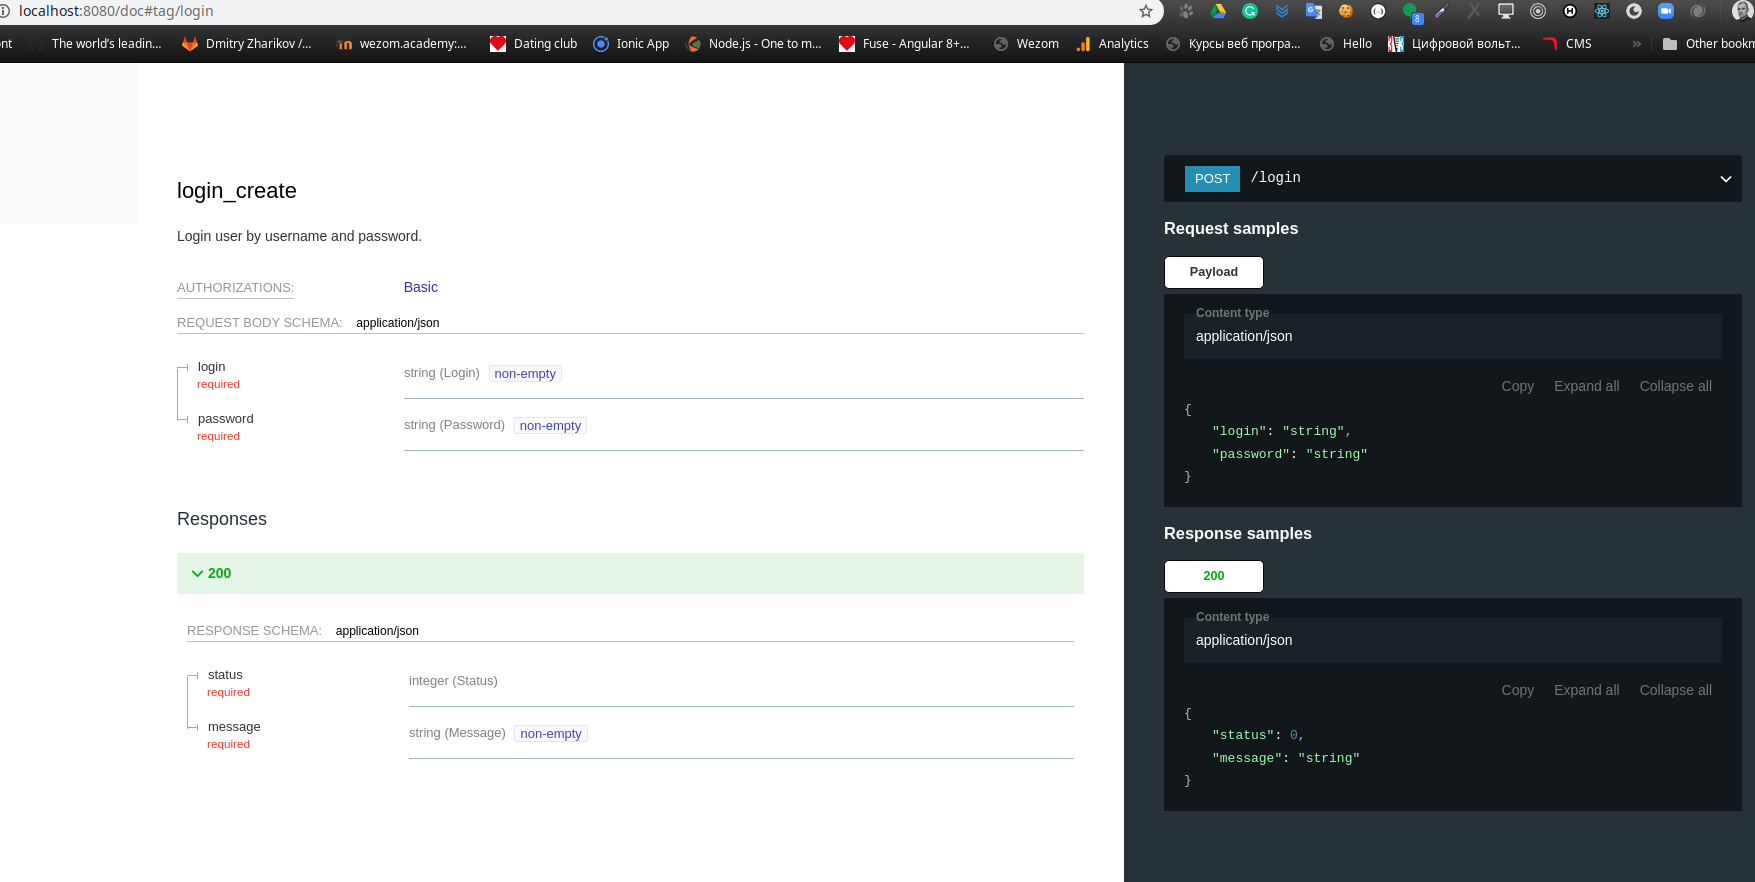 localhost:8080/doc#tag/login
nt The world's leadin... Dmitry Zharikov /... wezom.academy:... Dating club Ionic App Node.js - One to m... Fuse - Angular 8+... Wezom Analytics Курсы веб програ... Hello Цифровой вольт... CMS » Other bookm
8
login_create
Login user by username and password.
AUTHORIZATIONS: Basic
REQUEST BODY SCHEMA: application/json
login
required
string (Login) non-empty
password
required
string (Password) non-empty
Responses
200
RESPONSE SCHEMA: application/json
status
required
integer (Status)
message
required
string (Message) non-empty
POST /login
Request samples
Payload
Content type
application/json
Copy Expand all Collapse all
{
"login": "string",
"password": "string"
}
Response samples
200
Content type
application/json
Copy Expand all Collapse all
{
"status": 0,
"message": "string"
}